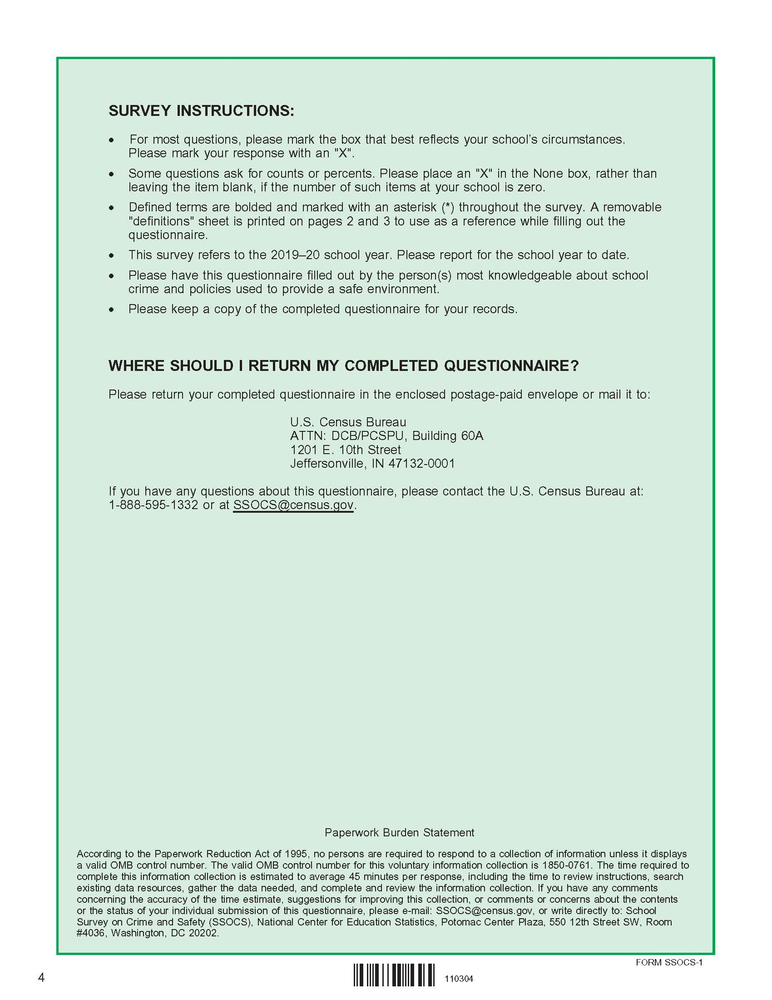 SURVEY INSTRUCTIONS:
• For most questions, please mark the box that best reflects your school’s circumstances.
Please mark your response with an "X".
• Some questions ask for counts or percents. Please place an "X" in the None box, rather than
leaving the item blank, if the number of such items at your school is zero.
• Defined terms are bolded and marked with an asterisk (*) throughout the survey. A removable
"definitions" sheet is printed on pages 2 and 3 to use as a reference while filling out the
questionnaire.
• This survey refers to the 2019–20 school year. Please report for the school year to date.
• Please have this questionnaire filled out by the person(s) most knowledgeable about school
crime and policies used to provide a safe environment.
• Please keep a copy of the completed questionnaire for your records.
WHERE SHOULD I RETURN MY COMPLETED QUESTIONNAIRE?
Please return your completed questionnaire in the enclosed postage-paid envelope or mail it to:
U.S. Census Bureau
ATTN: DCB/PCSPU, Building 60A
1201 E. 10th Street
Jeffersonville, IN 47132-0001
If you have any questions about this questionnaire, please contact the U.S. Census Bureau at:
1-888-595-1332 or at SSOCS@census.gov.
Paperwork Burden Statement
According to the Paperwork Reduction Act of 1995, no persons are required to respond to a collection of information unless it displays
a valid OMB control number. The valid OMB control number for this voluntary information collection is 1850-0761. The time required to
complete this information collection is estimated to average 45 minutes per response, including the time to review instructions, search
existing data resources, gather the data needed, and complete and review the information collection. If you have any comments
concerning the accuracy of the time estimate, suggestions for improving this collection, or comments or concerns about the contents
or the status of your individual submission of this questionnaire, please e-mail: SSOCS@census.gov, or write directly to: School
Survey on Crime and Safety (SSOCS), National Center for Education Statistics, Potomac Center Plaza, 550 12th Street SW, Room
#4036, Washington, DC 20202.
FORM SSOCS-1
4
110304